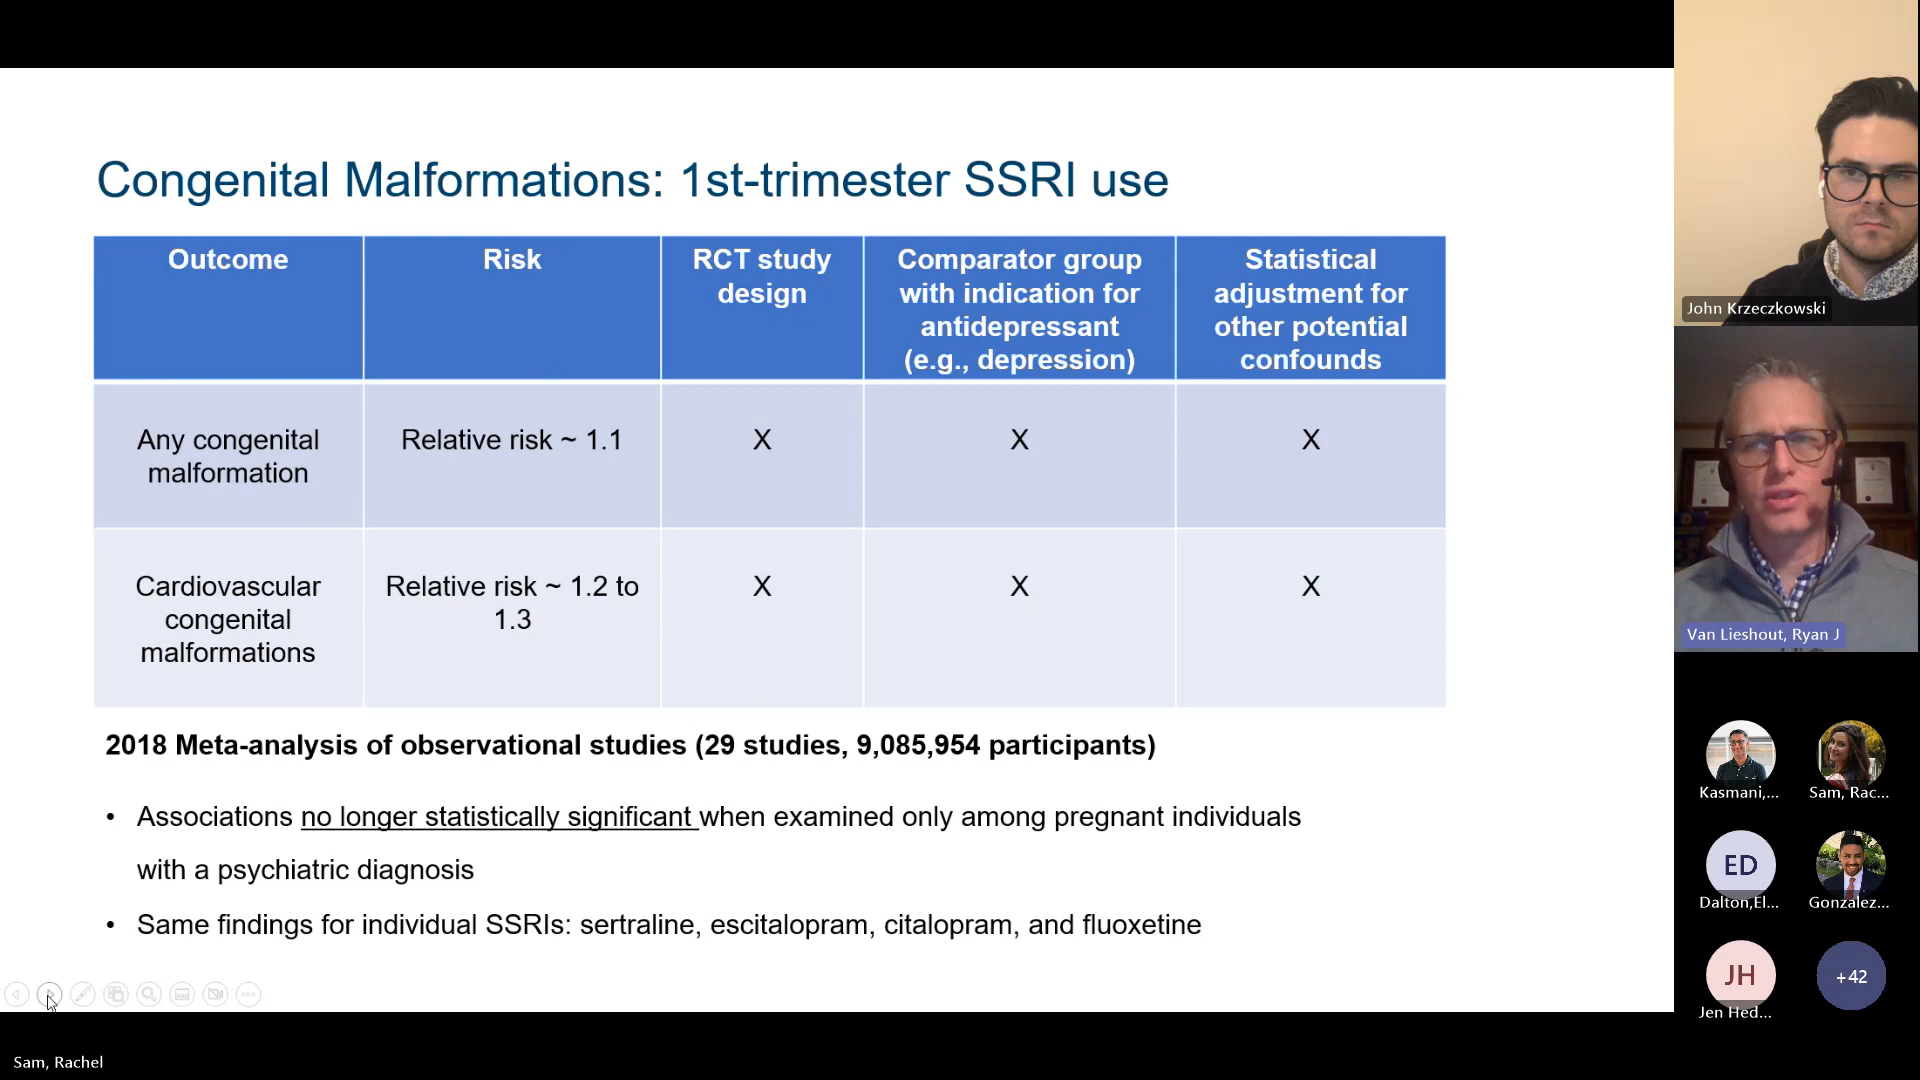 Congenital Malformations: 1st-trimester SSRI use
Outcome
Risk
RCT study
design
Comparator group
with indication for
antidepressant
(e.g., depression)
Statistical
adjustment for
other potential
confounds
Any congenital
malformation
Relative risk ~ 1.1
X
X
X
Cardiovascular
congenital
malformations
Relative risk ~ 1.2 to
1.3
X
X
X
2018 Meta-analysis of observational studies (29 studies, 9,085,954 participants)
• Associations no longer statistically significant when examined only among pregnant individuals
with a psychiatric diagnosis
• Same findings for individual SSRIs: sertraline, escitalopram, citalopram, and fluoxetine
Sam, Rachel
John Krzeczkowski
Van Lieshout, Ryan J
Kasmani,...
Sam, Rac...
ED
Dalton,El...
Gonzalez...
JH
Jen Hed...
+42